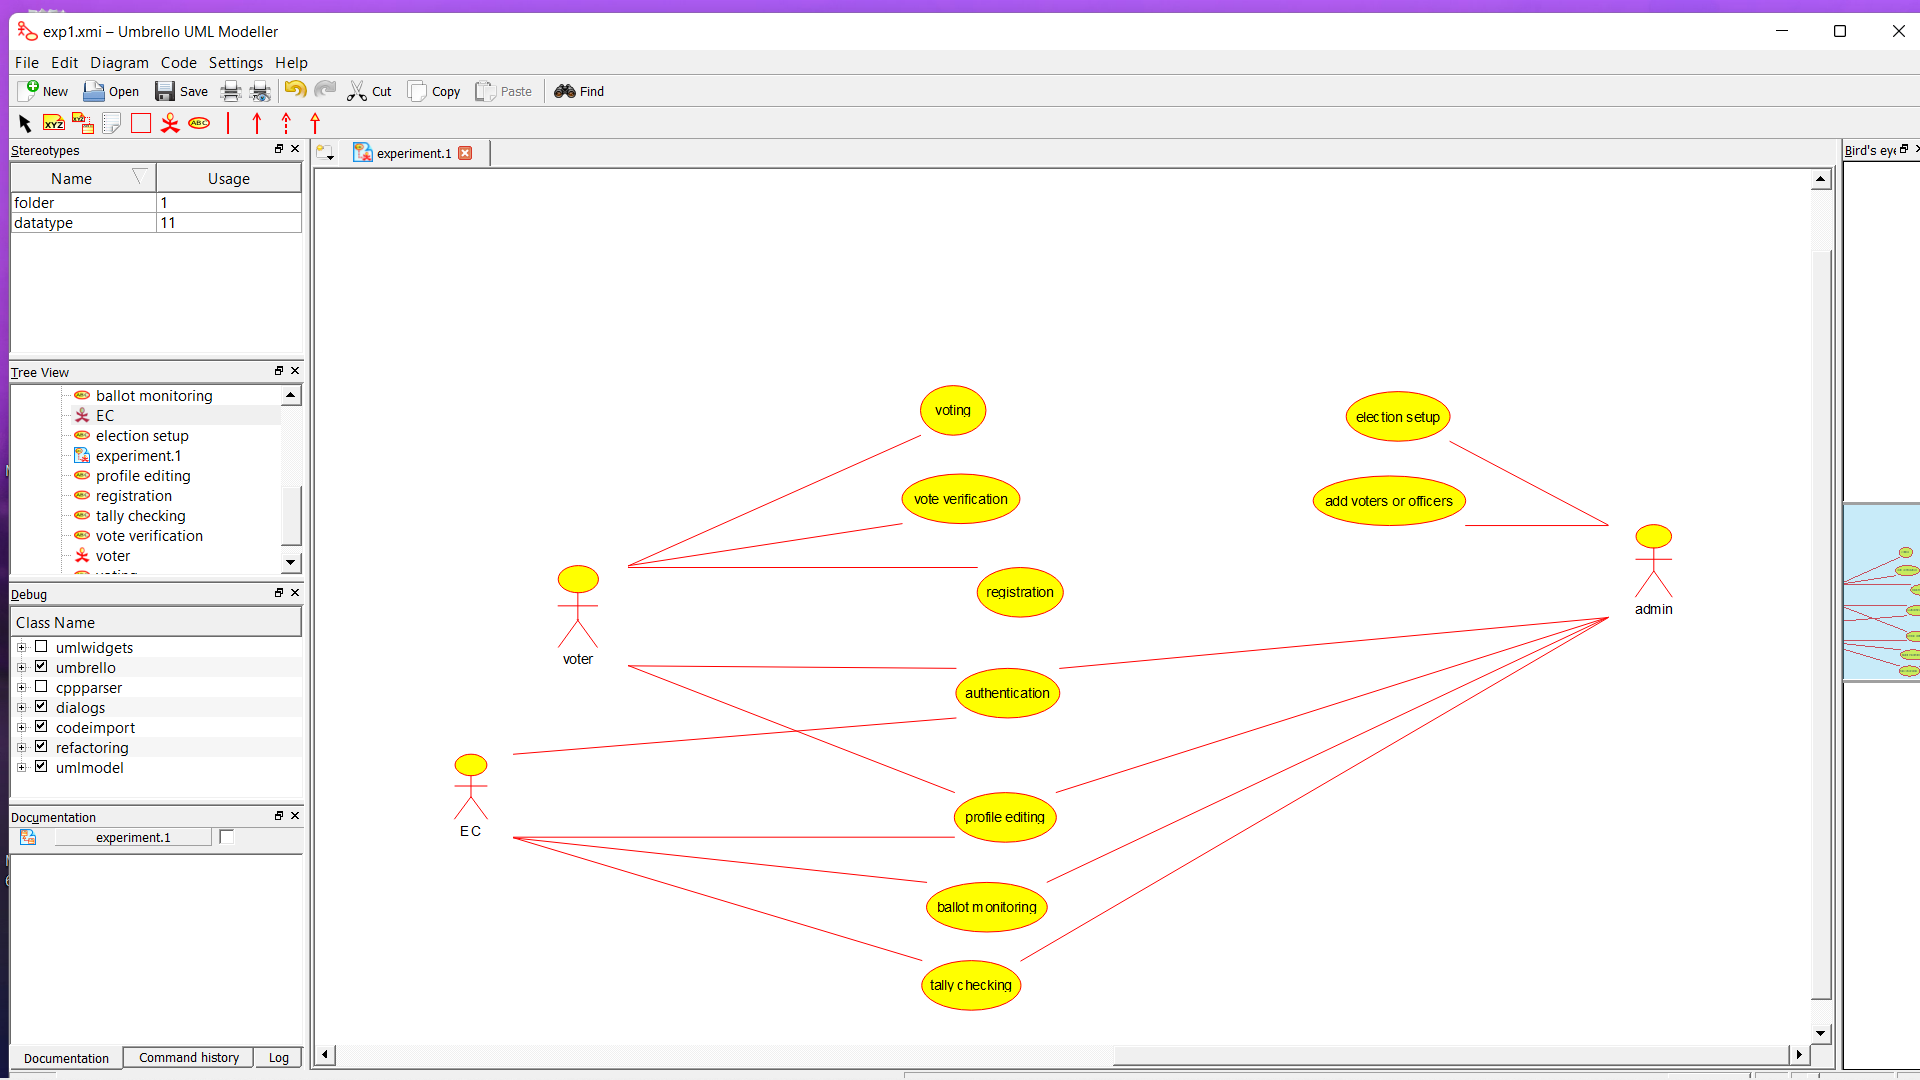 exp1.xmi – Umbrello UML Modeller
File Edit Diagram Code Settings Help
New Open Save Cut Copy Paste Find
XYZ XYZ ABC
Stereotypes
experiment.1
Bird's eye
Name Usage
folder 1
datatype 11
Tree View
ballot monitoring
EC
election setup
experiment.1
profile editing
registration
tally checking
vote verification
voter
voting
Debug
Class Name
umlwidgets
umbrello
cppparser
dialogs
codeimport
refactoring
umlmodel
Documentation
experiment.1
Documentation Command history Log
voting
election setup
vote verification
add voters or officers
registration
admin
voter
authentication
profile editing
EC
ballot monitoring
tally checking